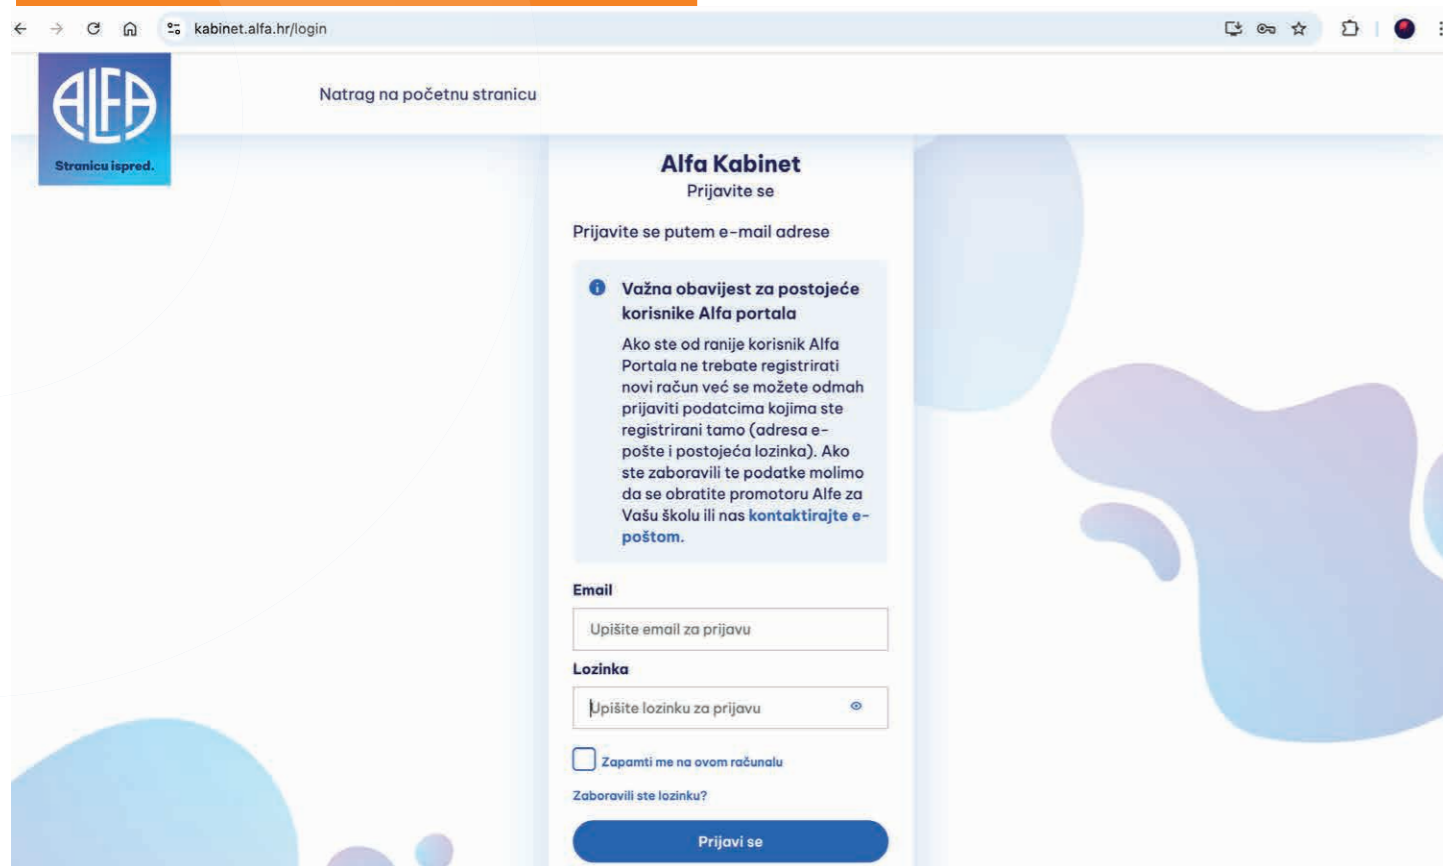 kabinet.alfa.hr/login
ALFA
Stranicu ispred.
Natrag na početnu stranicu
Alfa Kabinet
Prijavite se
Prijavite se putem e-mail adrese
Važna obavijest za postojeće
korisnike Alfa portala
Ako ste od ranije korisnik Alfa
Portala ne trebate registrirati
novi račun već se možete odmah
prijaviti podatcima kojima ste
registrirani tamo (adresa e-
pošte i postojeća lozinka). Ako
ste zaboravili te podatke molimo
da se obratite promotoru Alfe za
Vašu školu ili nas kontaktirajte e-
poštom.
Email
Upišite email za prijavu
Lozinka
Upišite lozinku za prijavu
Zapamti me na ovom računalu
Zaboravili ste lozinku?
Prijavi se